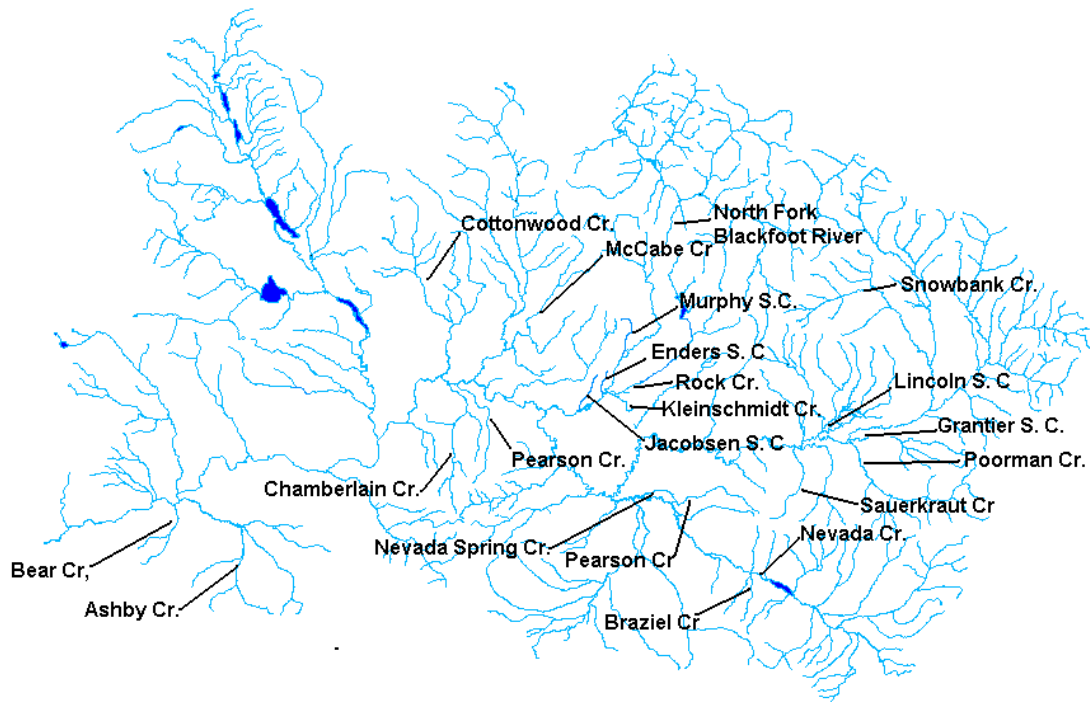 Cottonwood Cr.
North Fork
Blackfoot River
McCabe Cr
Snowbank Cr.
Murphy S.C.
Enders S. C
Rock Cr.
Lincoln S. C
Kleinschmidt Cr.
Grantier S. C.
Jacobsen S. C
Pearson Cr.
Poorman Cr.
Chamberlain Cr.
Sauerkraut Cr
Nevada Cr.
Nevada Spring Cr.
Pearson Cr
Bear Cr,
Ashby Cr.
Braziel Cr